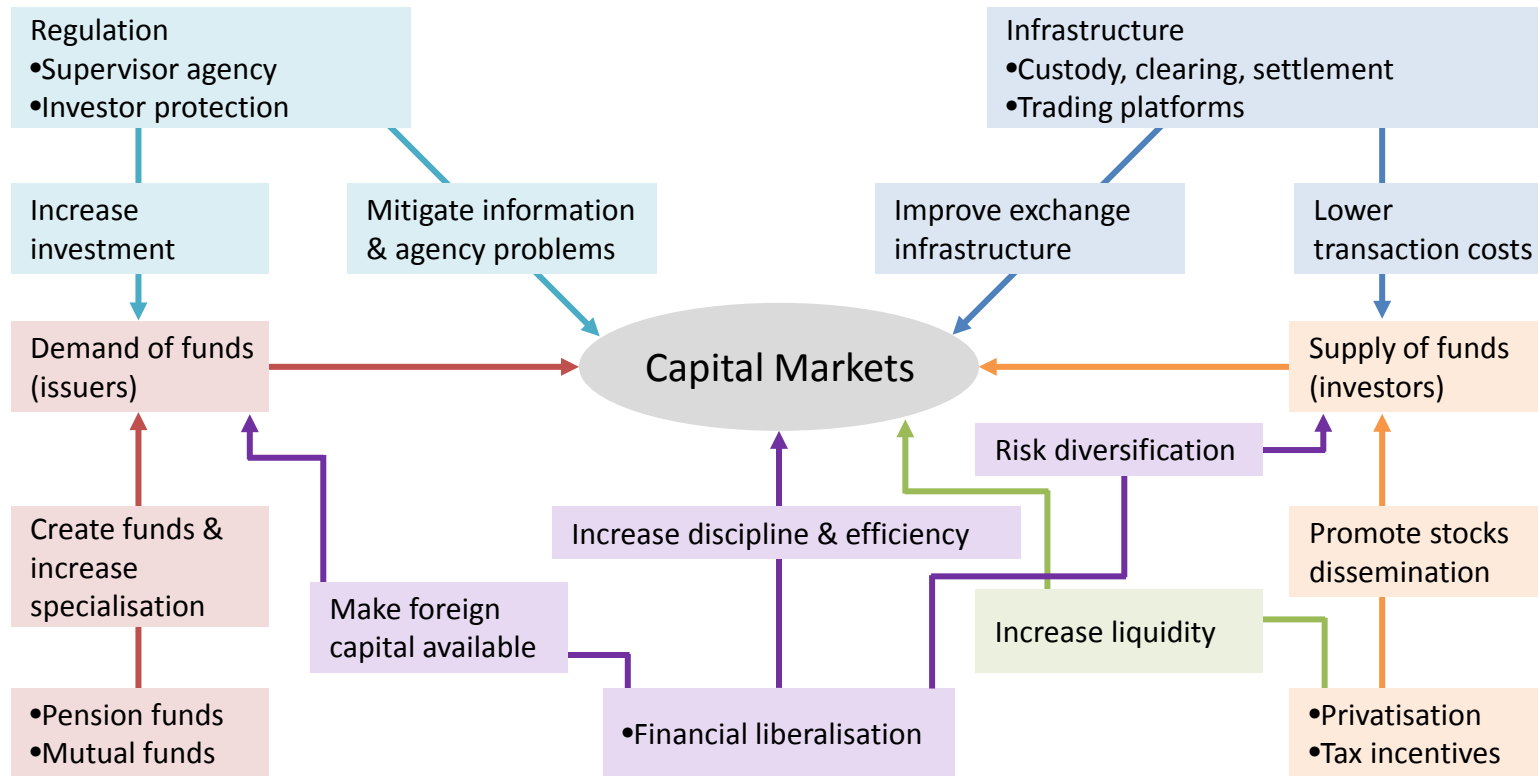 Regulation
•Supervisor agency
•Investor protection
Infrastructure
•Custody, clearing, settlement
•Trading platforms
Increase
investment
Mitigate information
& agency problems
Improve exchange
infrastructure
Lower
transaction costs
Demand of funds
(issuers)
Capital Markets
Supply of funds
(investors)
Risk diversification
Create funds &
increase
specialisation
Increase discipline & efficiency
Promote stocks
dissemination
Make foreign
capital available
Increase liquidity
•Pension funds
•Mutual funds
•Financial liberalisation
•Privatisation
•Tax incentives